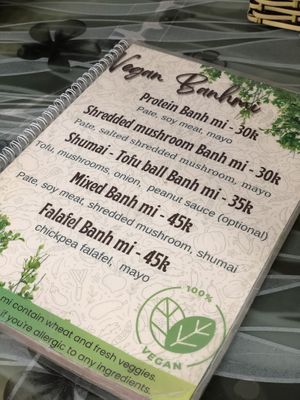 Vegan Banhmi
Protein Banh mi - 30k
Pate, soy meat, mayo
Shredded mushroom Banh mi - 30k
Pate, salted shredded mushroom, mayo
Shumai - Tofu ball Banh mi - 35k
Tofu, mushrooms, onion, peanut sauce (optional)
Mixed Banh mi - 45k
Pate, soy meat, shredded mushroom, shumai
Falafel Banh mi - 45k
chickpea falafel, mayo
100%
VEGAN
mi contain wheat and fresh veggies.
if you're allergic to any ingredients.